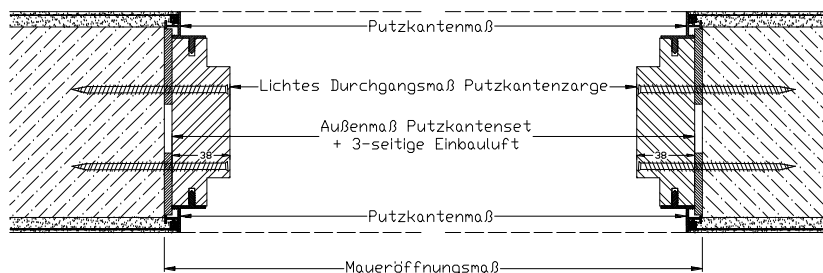 Putzkantenmaß
Lichtes Durchgangsmaß Putzkantenzarge
Außenmaß Putzkantenset
+ 3-seitige Einbauluft
38
38
Putzkantenmaß
Maueröffnungsmaß